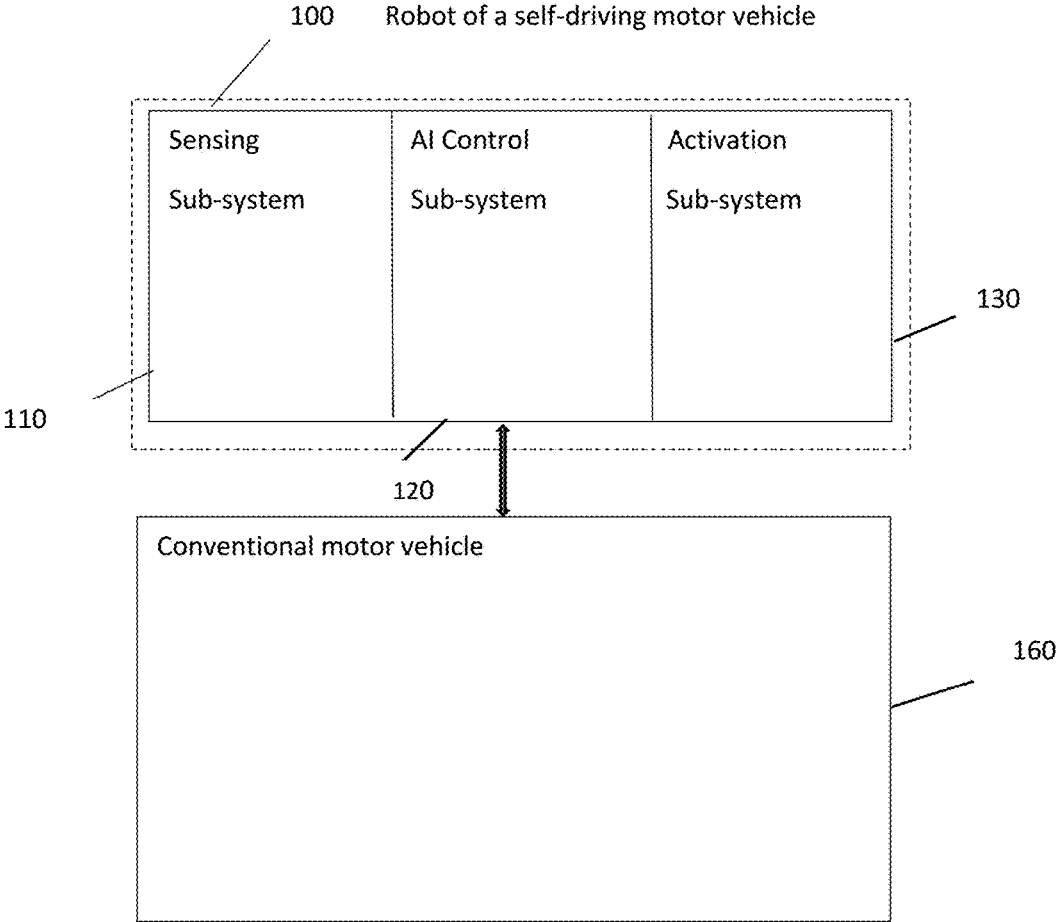 100 Robot of a self-driving motor vehicle
Sensing
Sub-system
AI Control
Sub-system
Activation
Sub-system
130
110
120
Conventional motor vehicle
160